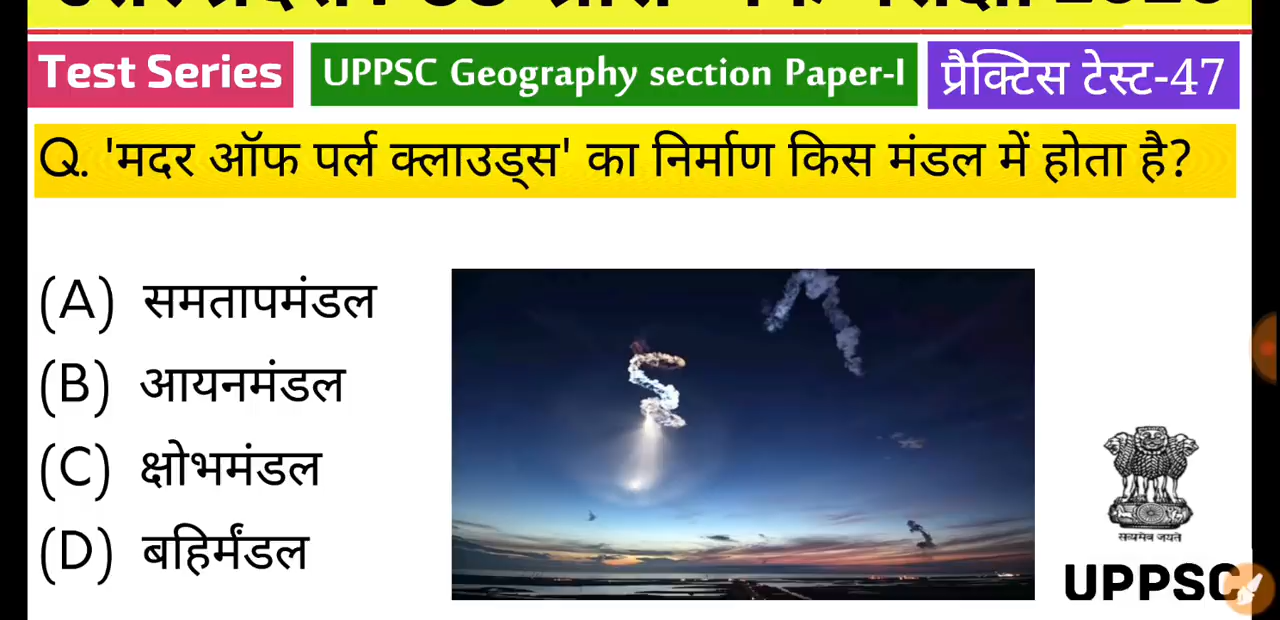 Test Series UPPSC Geography section Paper-I प्रैक्टिस टेस्ट-47
Q. 'मदर ऑफ पर्ल क्लाउड्स' का निर्माण किस मंडल में होता है?
(A) समतापमंडल
(B) आयनमंडल
(C) क्षोभमंडल
(D) बहिर्मंडल
सत्यमेव जयते
UPPSC